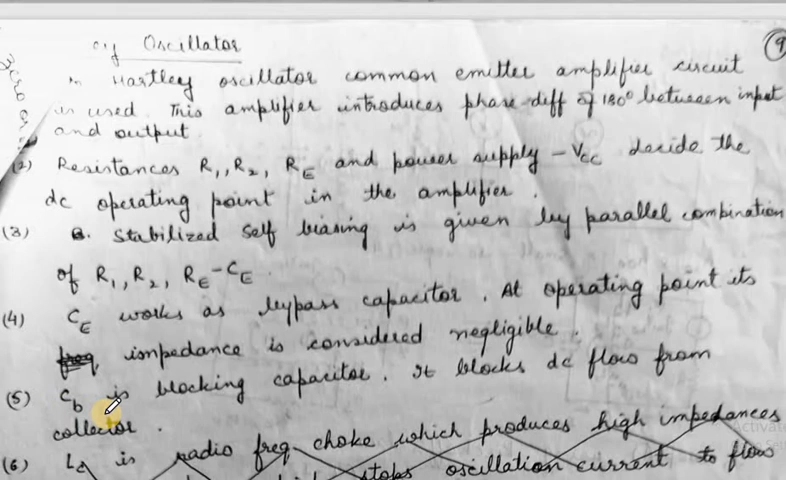 Oscillator
In Hartley oscillator common emitter amplifier circuit
is used. This amplifier introduces phase diff of 180° between input
and output.
(2) Resistances R1, R2, RE and power supply -VCC decide the
dc operating point in the amplifier.
(3) Stabilized self biasing is given by parallel combination
of R1, R2, RE-CE.
(4) CE works as bypass capacitor. At operating point its
impedance is considered negligible.
(5) Cb is blocking capacitor. It blocks dc flow from
collector.
(6) is radio freq. choke which produces high impedances
stops oscillation current to flow
Activate